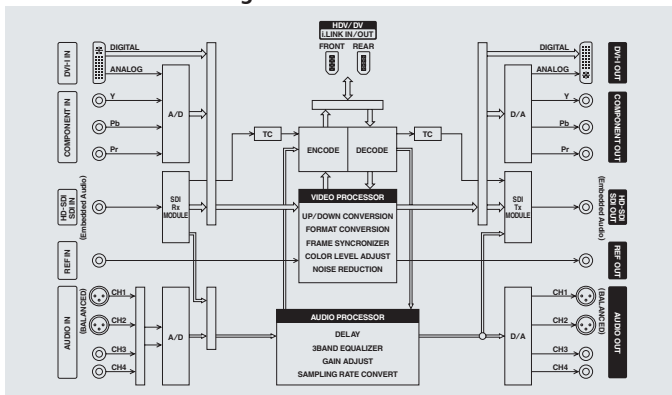 HDV/ DV
i.LINK IN/OUT
FRONT REAR
DVI-I IN
DIGITAL
ANALOG
COMPONENT IN
Y
Pb
Pr
A/D
HD-SDI
SDI IN
(Embedded Audio)
SDI
Rx
MODULE
REF IN
AUDIO IN
(BALANCED)
CH1
CH2
CH3
CH4
A/D
TC
ENCODE
DECODE
TC
VIDEO PROCESSOR
UP/DOWN CONVERSION
FORMAT CONVERSION
FRAME SYNCRONIZER
COLOR LEVEL ADJUST
NOISE REDUCTION
AUDIO PROCESSOR
DELAY
3BAND EQUALIZER
GAIN ADJUST
SAMPLING RATE CONVERT
DIGITAL
ANALOG
DVI-I OUT
D/A
Y
Pb
Pr
COMPONENT OUT
SDI
Tx
MODULE
(Embedded Audio)
HD-SDI
SDI OUT
REF OUT
D/A
CH1
CH2
CH3
CH4
(BALANCED)
AUDIO OUT